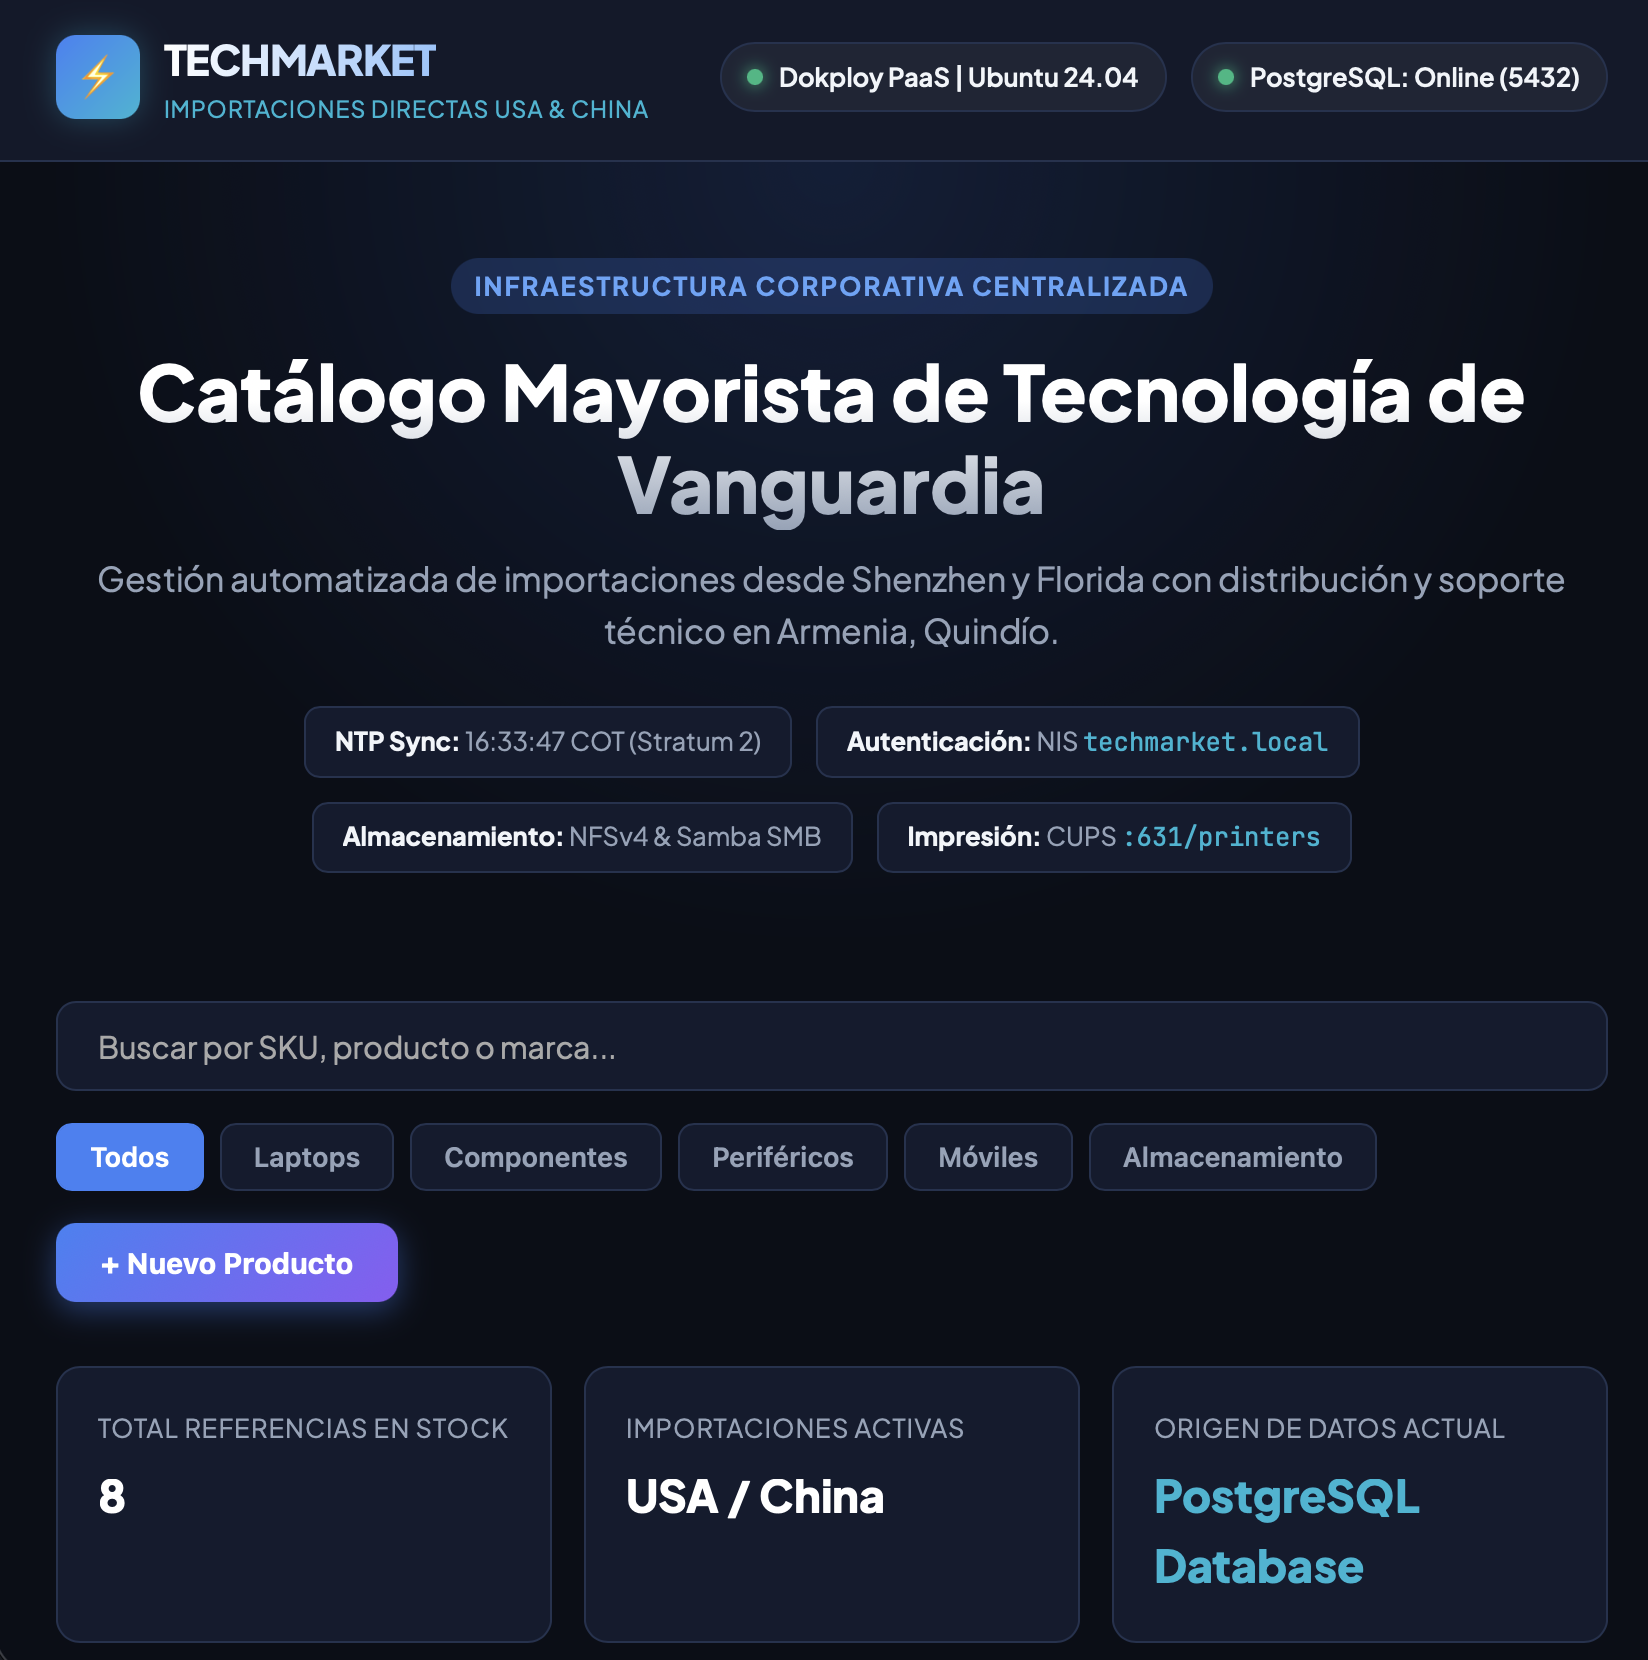 TECHMARKET
IMPORTACIONES DIRECTAS USA & CHINA
Dokploy PaaS | Ubuntu 24.04
PostgreSQL: Online (5432)
INFRAESTRUCTURA CORPORATIVA CENTRALIZADA
Catálogo Mayorista de Tecnología de
Vanguardia
Gestión automatizada de importaciones desde Shenzhen y Florida con distribución y soporte
técnico en Armenia, Quindío.
NTP Sync: 16:33:47 COT (Stratum 2)
Autenticación: NIS techmarket.local
Almacenamiento: NFSv4 & Samba SMB
Impresión: CUPS :631/printers
Buscar por SKU, producto o marca...
Todos
Laptops
Componentes
Periféricos
Móviles
Almacenamiento
+ Nuevo Producto
TOTAL REFERENCIAS EN STOCK
8
IMPORTACIONES ACTIVAS
USA / China
ORIGEN DE DATOS ACTUAL
PostgreSQL
Database